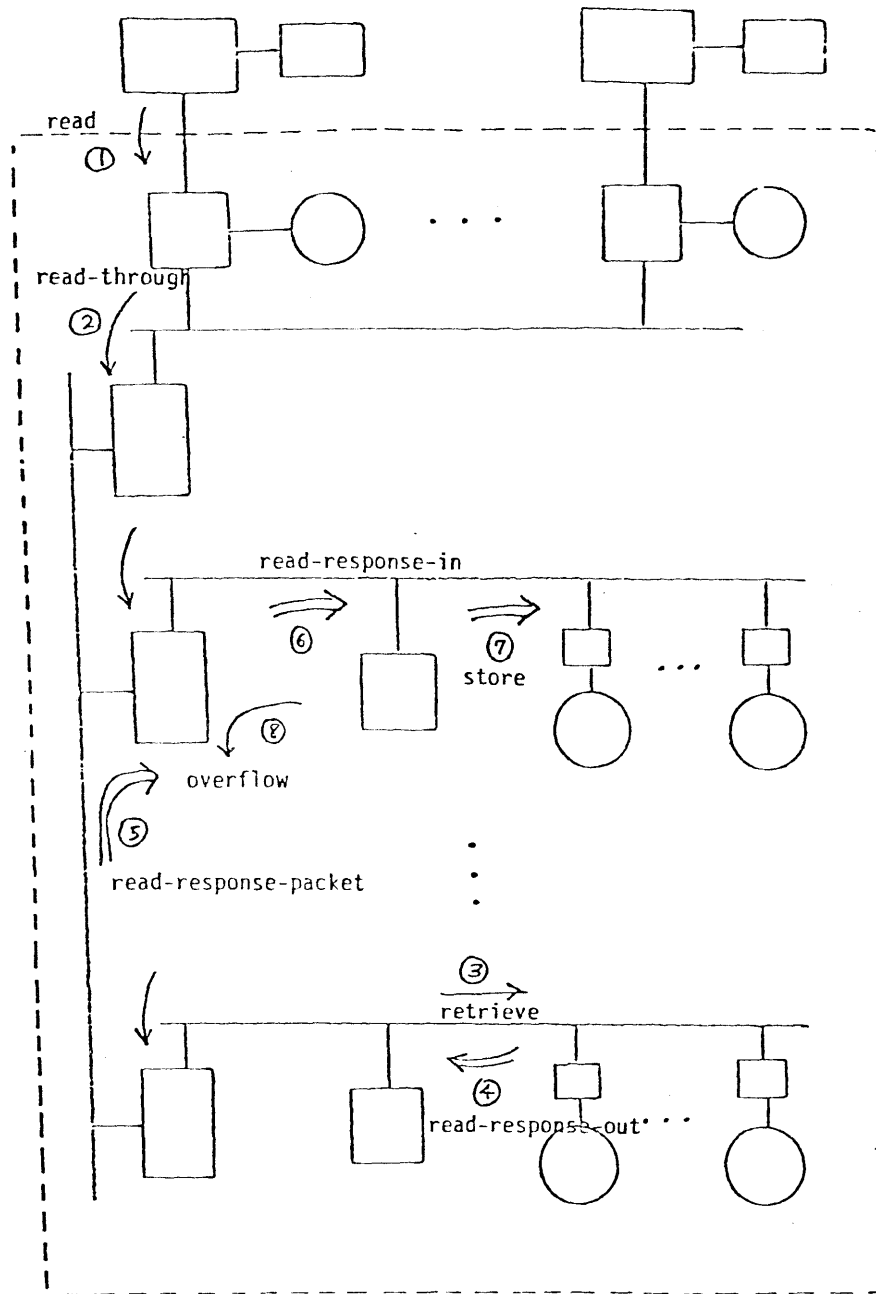 read
①
read-through
②
read-response-in
⑥
⑦
store
⑧
overflow
⑤
read-response-packet
③
retrieve
④
read-response-out